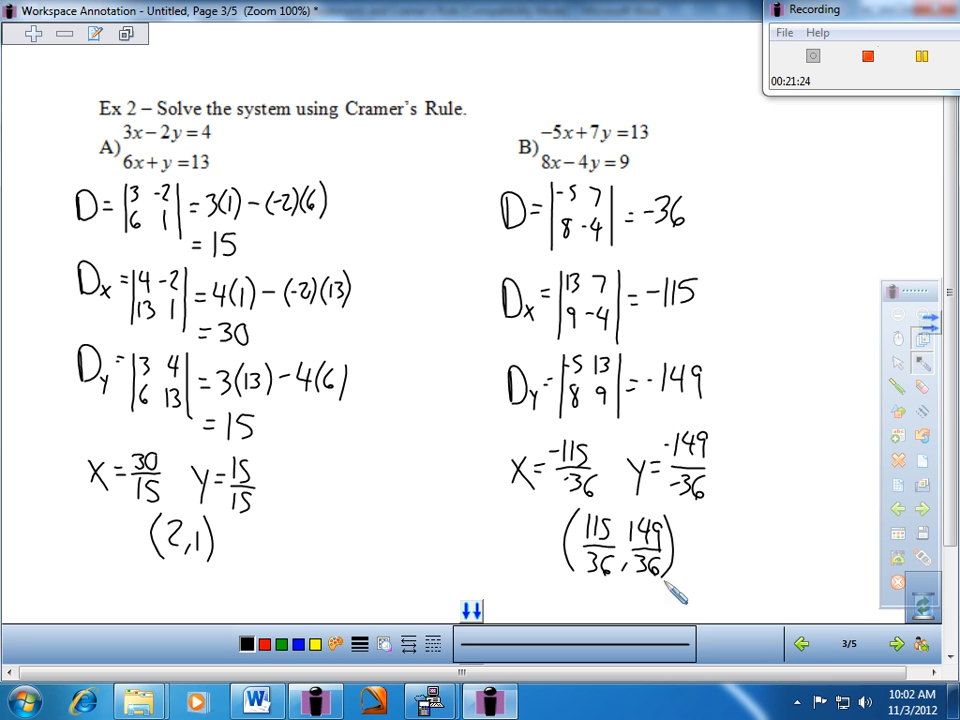 Workspace Annotation - Untitled, Page 3/5 (Zoom 100%) *
Recording
File Help
00:21:24
Ex 2 – Solve the system using Cramer's Rule.
A) 3x − 2y = 4
6x + y = 13
D = |3 -2| = 3(1) − (-2)(6)
|6 1|
= 15
Dx = |4 -2| = 4(1) − (-2)(13)
|13 1|
= 30
Dy = |3 4| = 3(13) − 4(6)
|6 13|
= 15
X = 30/15 y = 15/15
(2,1)
B) −5x + 7y = 13
8x − 4y = 9
D = |-5 7| = -36
|8 -4|
Dx = |13 7| = -115
|9 -4|
Dy = |-5 13| = -149
|8 9|
X = -115/-36 y = -149/-36
(115/36, 149/36)
3/5
10:02 AM
11/3/2012